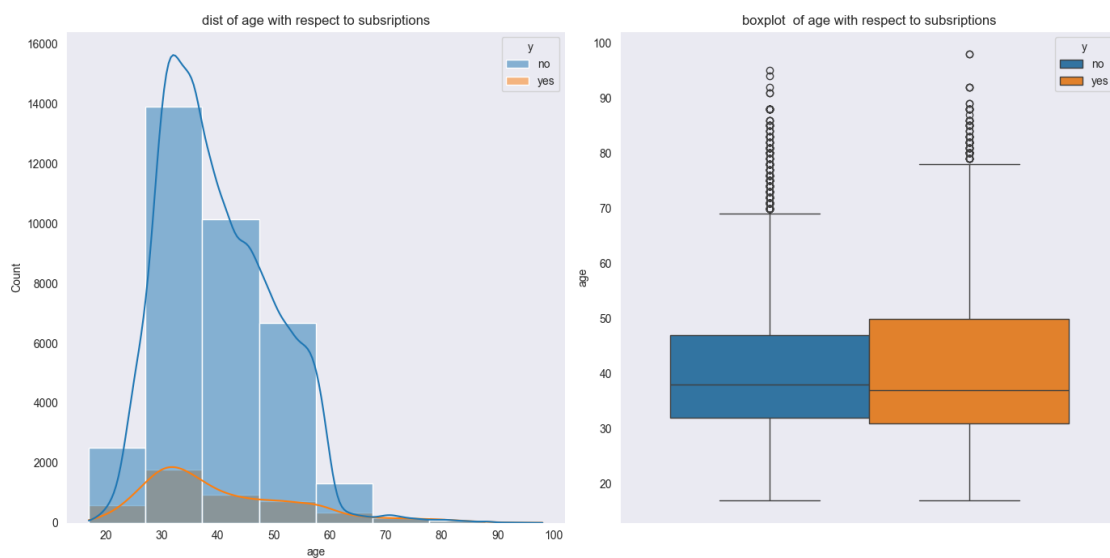 dist of age with respect to subsriptions
y
no
yes
16000
14000
12000
10000
8000
6000
4000
2000
0
Count
20 30 40 50 60 70 80 90 100
age
boxplot  of age with respect to subsriptions
y
no
yes
100
90
80
70
60
50
40
30
20
age